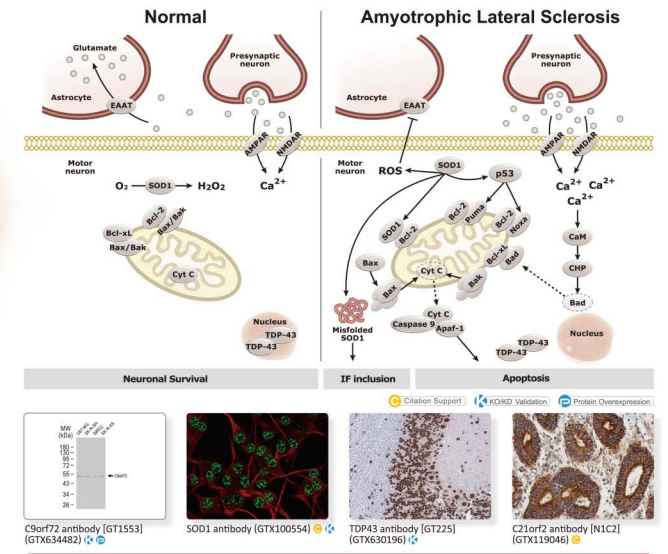 Normal
Amyotrophic Lateral Sclerosis
Glutamate
Presynaptic
neuron
Astrocyte
EAAT
AMPAR
NMDAR
Motor
neuron
O₂
SOD1
H₂O₂
Ca²⁺
Bcl-2
Bax/Bak
Bcl-xL
Bax/Bak
Cyt C
Nucleus
TDP-43
TDP-43
Presynaptic
neuron
Astrocyte
EAAT
AMPAR
NMDAR
Motor
neuron
ROS
SOD1
p53
Ca²⁺
Ca²⁺
Ca²⁺
Bcl-2
Puma
Bcl-2
Noxa
SOD1
Bcl-2
Bcl-xL
Bad
CaM
Bax
Bax
Cyt C
Bak
CHP
Bad
Misfolded
SOD1
Cyt C
Caspase 9
Apaf-1
TDP-43
TDP-43
Nucleus
Neuronal Survival
IF inclusion
Apoptosis
C Citation Support
K KO/KD Validation
P Protein Overexpression
MW
(kDa)
180
130
95
72
55
43
34
26
C9orf72
C9orf72 antibody [GT1553]
(GTX634482) K P
SOD1 antibody (GTX100554) C K
TDP43 antibody [GT225]
(GTX630196) K
C21orf2 antibody [N1C2]
(GTX119046) C